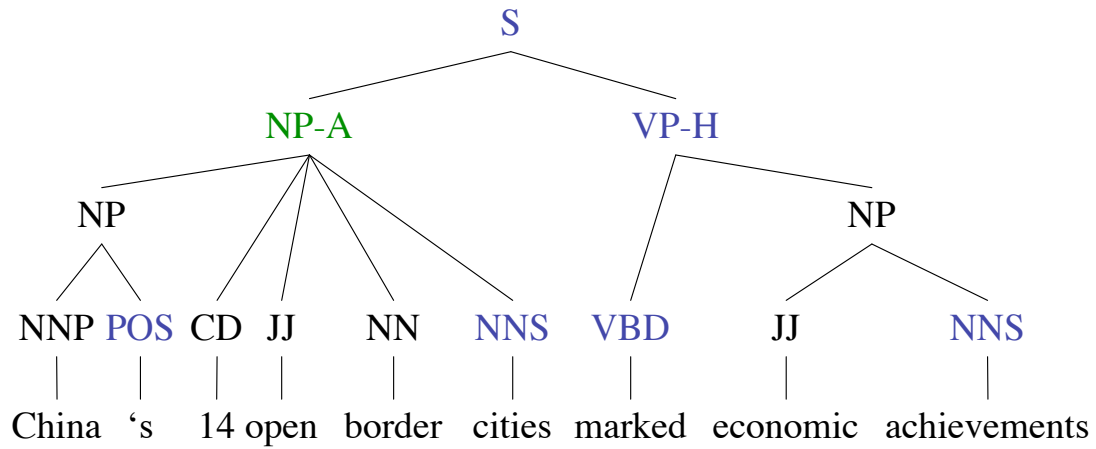 S
NP-A VP-H
NP NP
NNP POS CD JJ NN NNS VBD JJ NNS
China ‘s 14 open border cities marked economic achievements